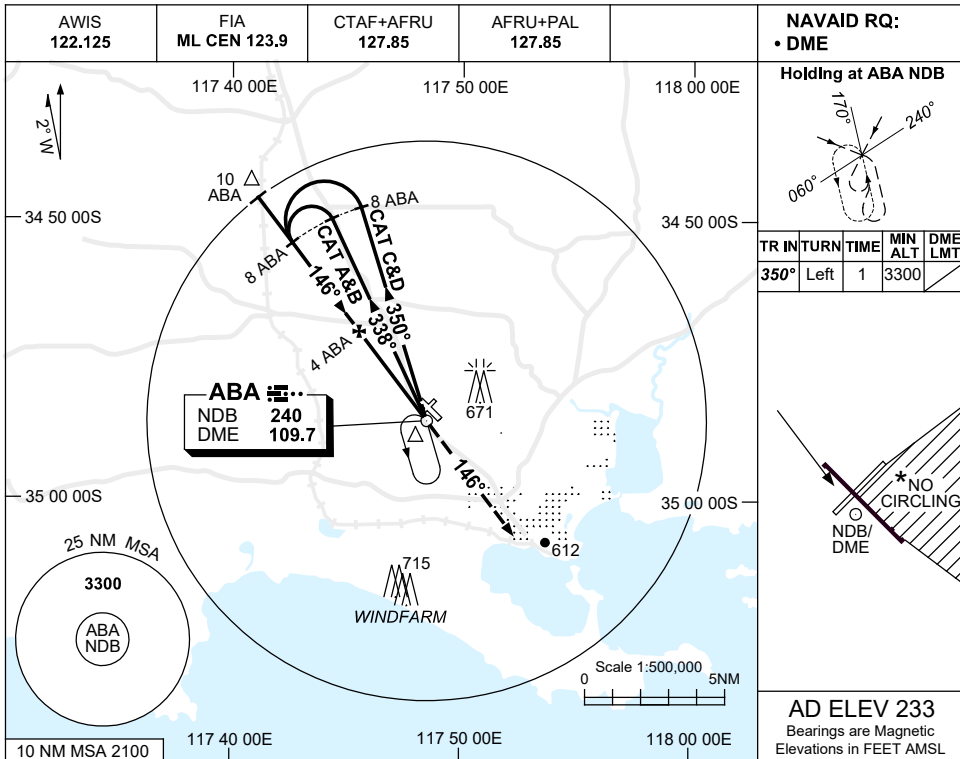 AWIS
122.125
FIA
ML CEN 123.9
CTAF+AFRU
127.85
AFRU+PAL
127.85
NAVAID RQ:
• DME
117 40 00E
117 50 00E
118 00 00E
2° W
10
ABA
34 50 00S
34 50 00S
8 ABA
8 ABA
CAT A&B
CAT C&D
146°
338°
350°
4 ABA
ABA
NDB 240
DME 109.7
671
146°
35 00 00S
35 00 00S
612
715
WINDFARM
25 NM MSA
3300
ABA
NDB
Scale 1:500,000
0 5NM
10 NM MSA 2100
117 40 00E
117 50 00E
118 00 00E
Holding at ABA NDB
170°
240°
060°
TR IN TURN TIME MIN ALT DME LMT
350° Left 1 3300
*NO
CIRCLING
NDB/
DME
AD ELEV 233
Bearings are Magnetic
Elevations in FEET AMSL